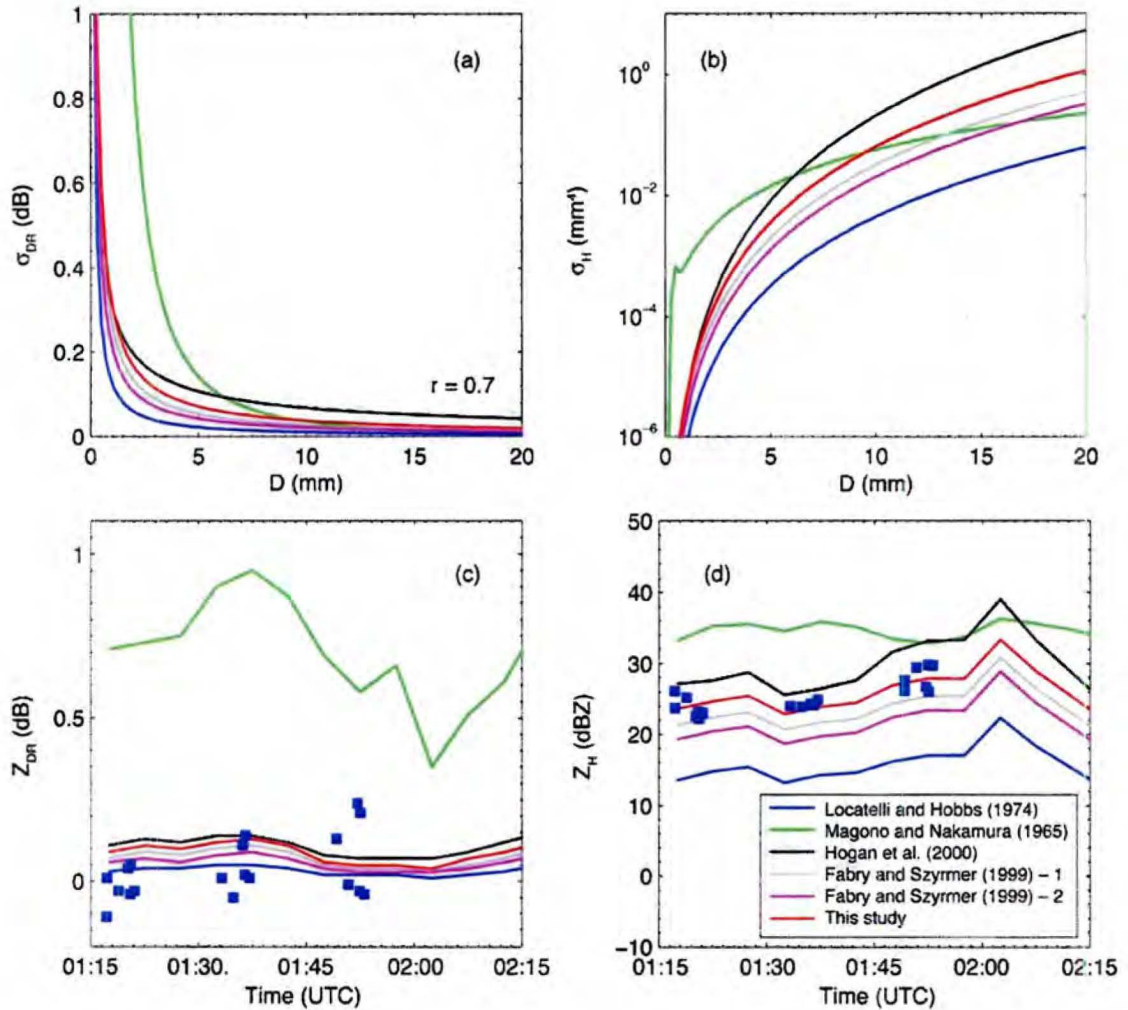 (a)
1
0.8
0.6
0.4
0.2
0
σDR (dB)
r = 0.7
0 5 10 15 20
D (mm)
(b)
10⁰
10⁻²
10⁻⁴
10⁻⁶
σH (mm⁴)
0 5 10 15 20
D (mm)
(c)
1
0.5
0
ZDR (dB)
01:15 01:30. 01:45 02:00 02:15
Time (UTC)
(d)
50
40
30
20
10
0
−10
ZH (dBZ)
Locatelli and Hobbs (1974)
Magono and Nakamura (1965)
Hogan et al. (2000)
Fabry and Szyrmer (1999) – 1
Fabry and Szyrmer (1999) – 2
This study
01:15 01:30 01:45 02:00 02:15
Time (UTC)